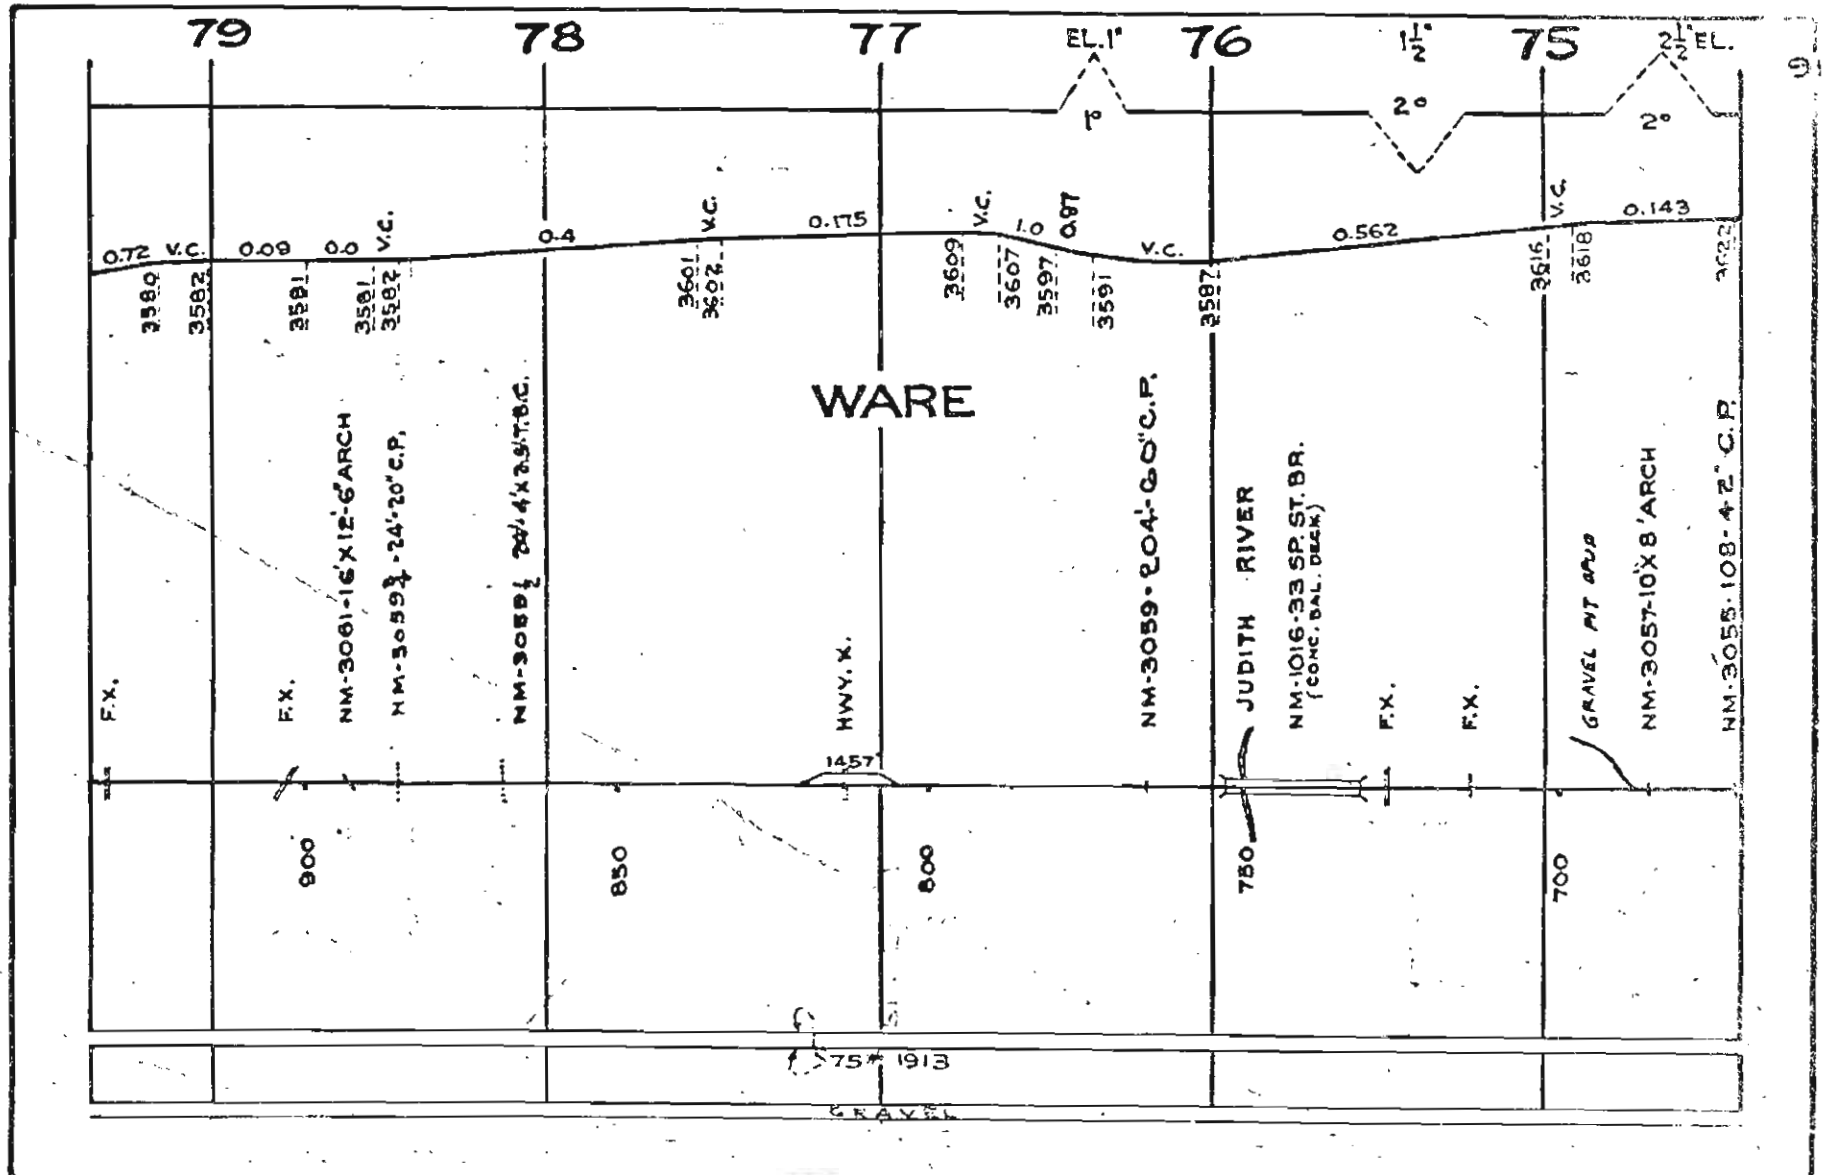 79 78 77 EL.1" 76 1½" 75 2½" EL.
9
1° 2° 2°
0.72 V.C. 0.09 0.0 V.C. 0.4 V.C. 0.175 V.C. 1.0 0.97 V.C. 0.562 V.C. 0.143
3580 3582 3581 3581 3582 3601 3602 3609 3607 3597 3591 3587 3616 3618 3622
WARE
F.X.
F.X.
NM-3061-16'X12'-6"ARCH
NM-3059¾-24'-20"C.P.
NM-3059½
T.B.C.
HWY. X.
1457
NM-3059-204'-60"C.P.
JUDITH RIVER
NM-1016-33 SP. ST. BR.
(CONC. BAL. DECK)
F.X.
F.X.
GRAVEL PIT SPUR
NM-3057-10'X8'ARCH
NM-3055-108-42" C.P.
900 850 800 750 700
75# 1913
GRAVEL